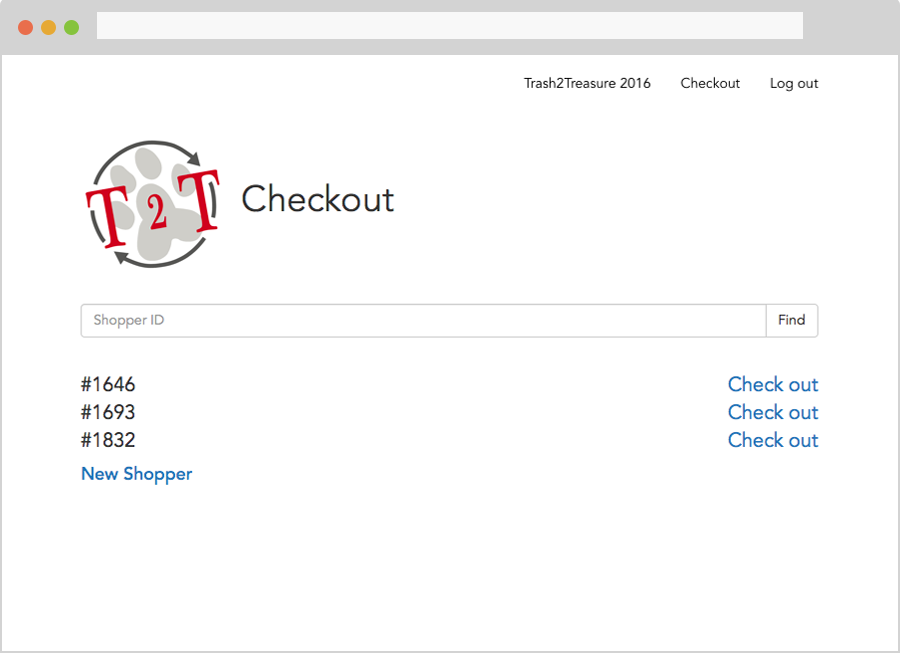 Trash2Treasure 2016 Checkout Log out
T2T Checkout
Shopper ID Find
#1646 Check out
#1693 Check out
#1832 Check out
New Shopper